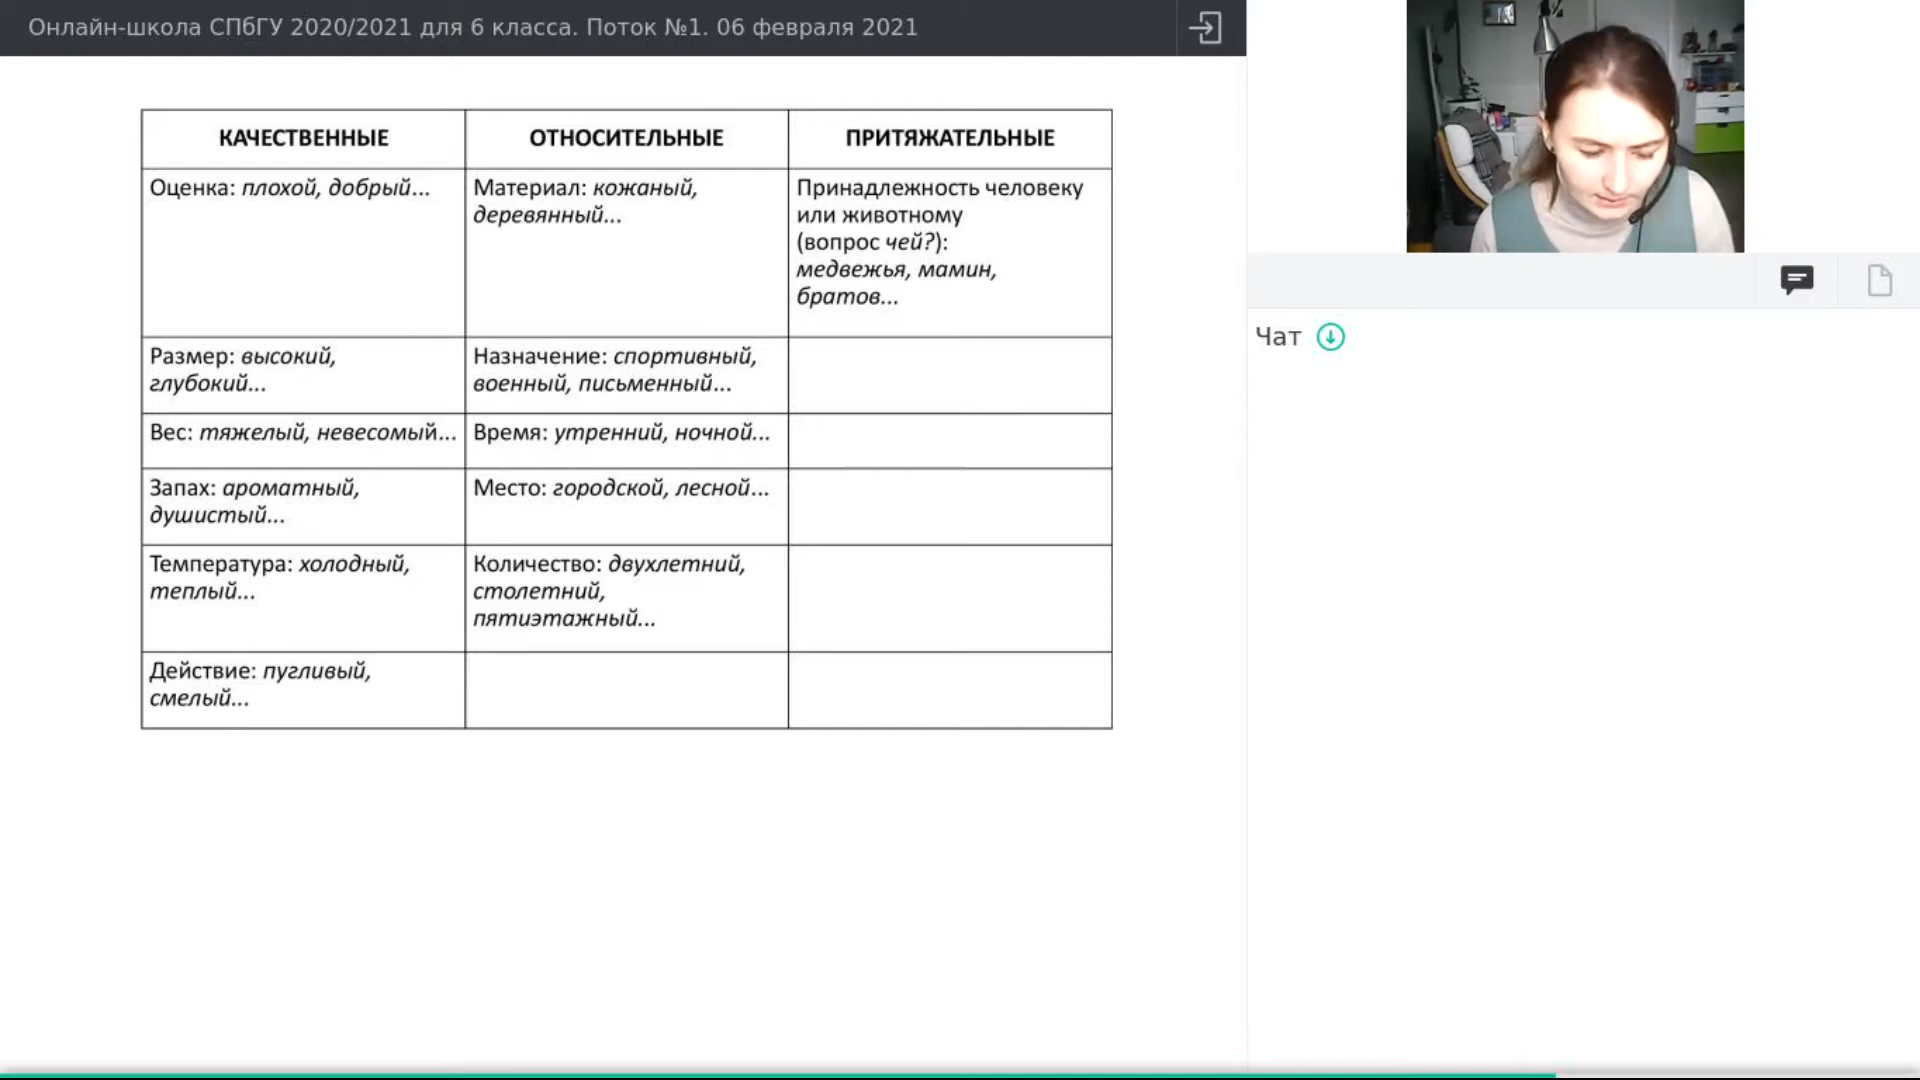 Онлайн-школа СПбГУ 2020/2021 для 6 класса. Поток №1. 06 февраля 2021
КАЧЕСТВЕННЫЕ
ОТНОСИТЕЛЬНЫЕ
ПРИТЯЖАТЕЛЬНЫЕ
Оценка: плохой, добрый...
Материал: кожаный,
деревянный...
Принадлежность человеку
или животному
(вопрос чей?):
медвежья, мамин,
братов...
Размер: высокий,
глубокий...
Назначение: спортивный,
военный, письменный...
Вес: тяжелый, невесомый...
Время: утренний, ночной...
Запах: ароматный,
душистый...
Место: городской, лесной...
Температура: холодный,
теплый...
Количество: двухлетний,
столетний,
пятиэтажный...
Действие: пугливый,
смелый...
Чат